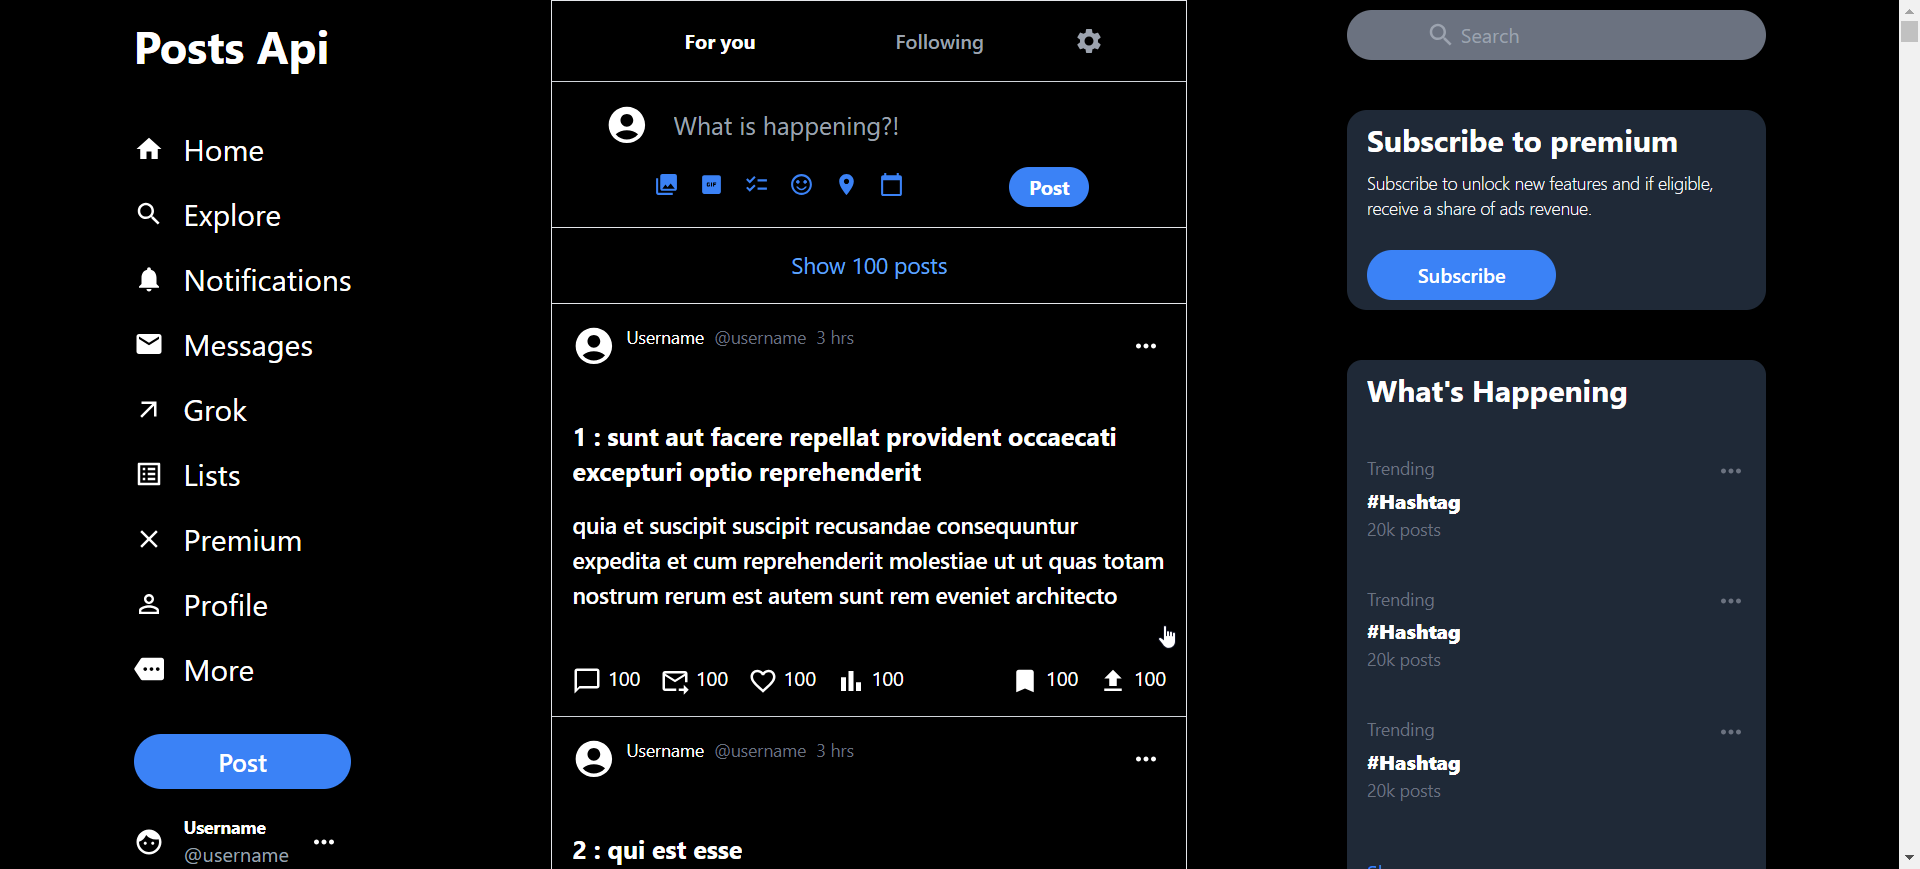 Posts Api
Home
Explore
Notifications
Messages
Grok
Lists
Premium
Profile
More
Post
Username
@username
For you
Following
What is happening?!
GIF
Post
Show 100 posts
Username @username 3 hrs
1 : sunt aut facere repellat provident occaecati
excepturi optio reprehenderit
quia et suscipit suscipit recusandae consequuntur
expedita et cum reprehenderit molestiae ut ut quas totam
nostrum rerum est autem sunt rem eveniet architecto
100 100 100 100 100 100
Username @username 3 hrs
2 : qui est esse
Search
Subscribe to premium
Subscribe to unlock new features and if eligible,
receive a share of ads revenue.
Subscribe
What's Happening
Trending
#Hashtag
20k posts
Trending
#Hashtag
20k posts
Trending
#Hashtag
20k posts